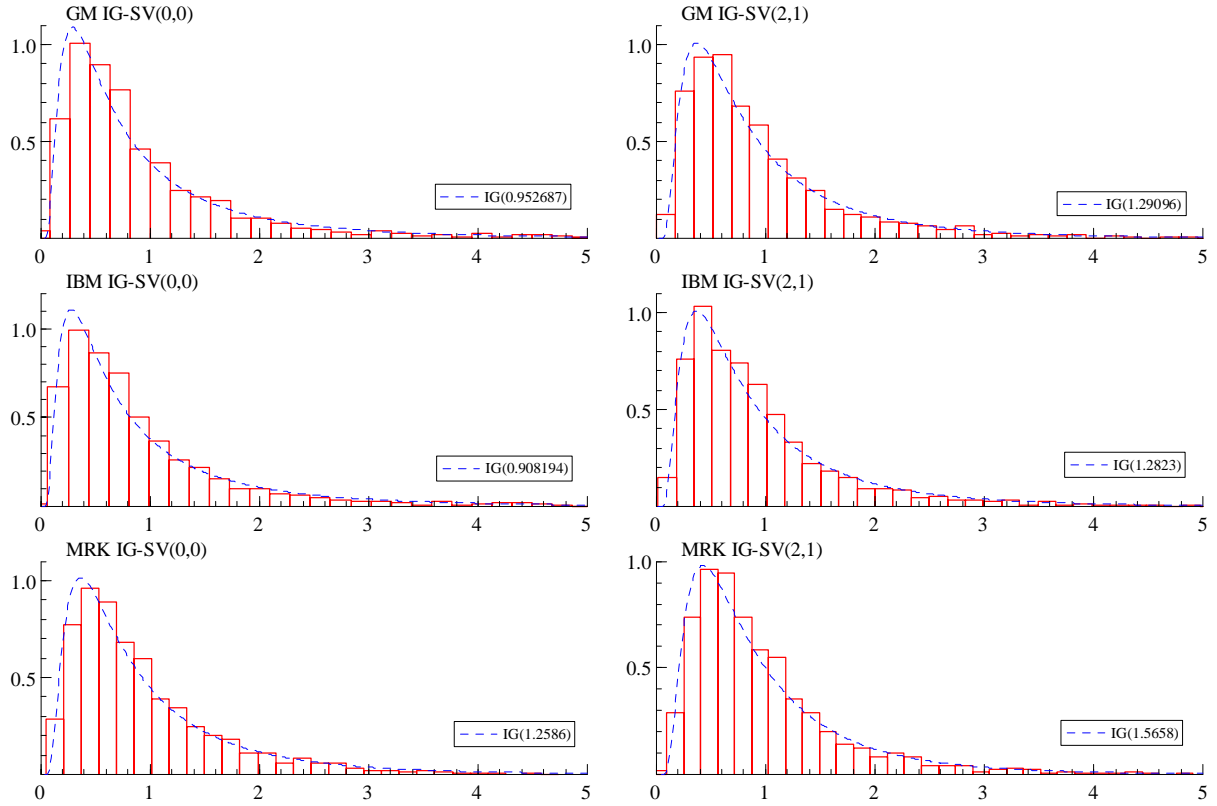 GM IG-SV(0,0)
1.0
0.5
IG(0.952687)
0 1 2 3 4 5
GM IG-SV(2,1)
1.0
0.5
IG(1.29096)
0 1 2 3 4 5
IBM IG-SV(0,0)
1.0
0.5
IG(0.908194)
0 1 2 3 4 5
IBM IG-SV(2,1)
1.0
0.5
IG(1.2823)
0 1 2 3 4 5
MRK IG-SV(0,0)
1.0
0.5
IG(1.2586)
0 1 2 3 4 5
MRK IG-SV(2,1)
1.0
0.5
IG(1.5658)
0 1 2 3 4 5